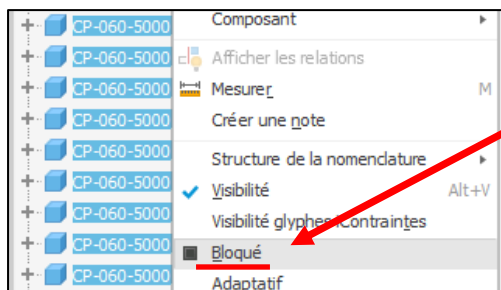 CP-060-5000 Composant
CP-060-5000 Afficher les relations
CP-060-5000 Mesurer M
CP-060-5000 Créer une note
CP-060-5000 Structure de la nomenclature
CP-060-5000 Visibilité Alt+V
CP-060-5000 Visibilité glyphes Contraintes
CP-060-5000 Bloqué
CP-060-5000 Adaptatif